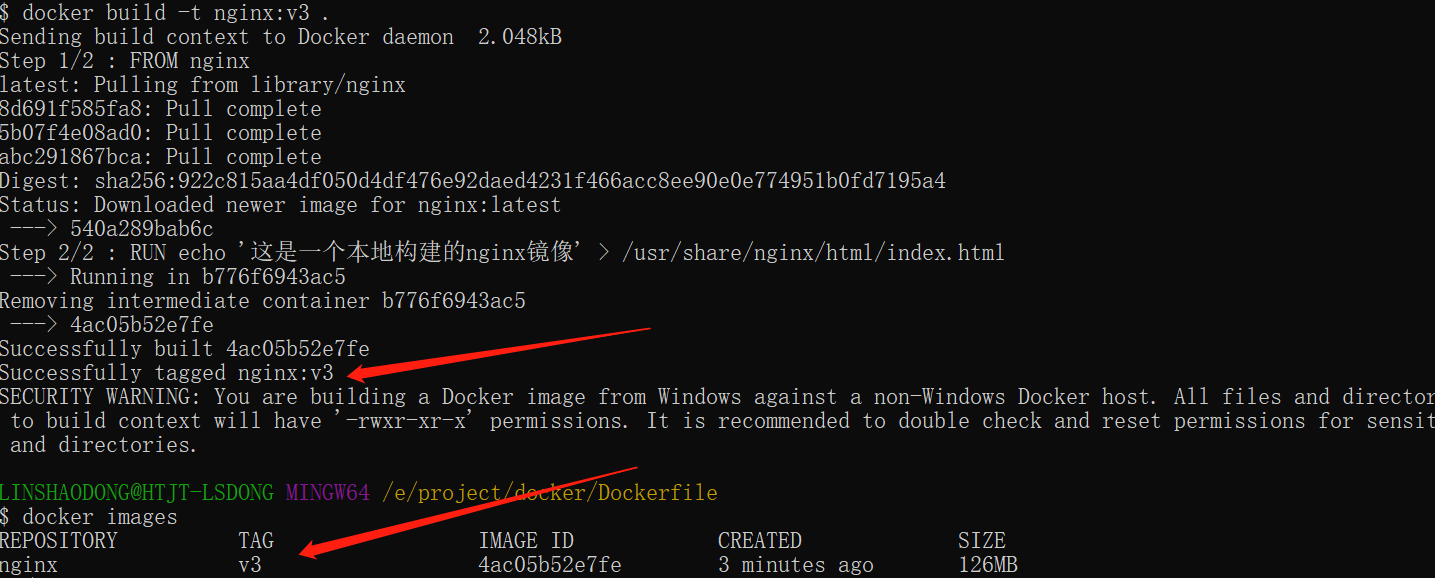 $ docker build -t nginx:v3 .
Sending build context to Docker daemon  2.048kB
Step 1/2 : FROM nginx
latest: Pulling from library/nginx
8d691f585fa8: Pull complete
5b07f4e08ad0: Pull complete
abc291867bca: Pull complete
Digest: sha256:922c815aa4df050d4df476e92daed4231f466acc8ee90e0e774951b0fd7195a4
Status: Downloaded newer image for nginx:latest
 ---> 540a289bab6c
Step 2/2 : RUN echo '这是一个本地构建的nginx镜像' > /usr/share/nginx/html/index.html
 ---> Running in b776f6943ac5
Removing intermediate container b776f6943ac5
 ---> 4ac05b52e7fe
Successfully built 4ac05b52e7fe
Successfully tagged nginx:v3
SECURITY WARNING: You are building a Docker image from Windows against a non-Windows Docker host. All files and director
 to build context will have '-rwxr-xr-x' permissions. It is recommended to double check and reset permissions for sensit
 and directories.
LINSHAODONG@HTJT-LSDONG MINGW64 /e/project/docker/Dockerfile
$ docker images
REPOSITORY          TAG                 IMAGE ID            CREATED             SIZE
nginx               v3                  4ac05b52e7fe        3 minutes ago       126MB